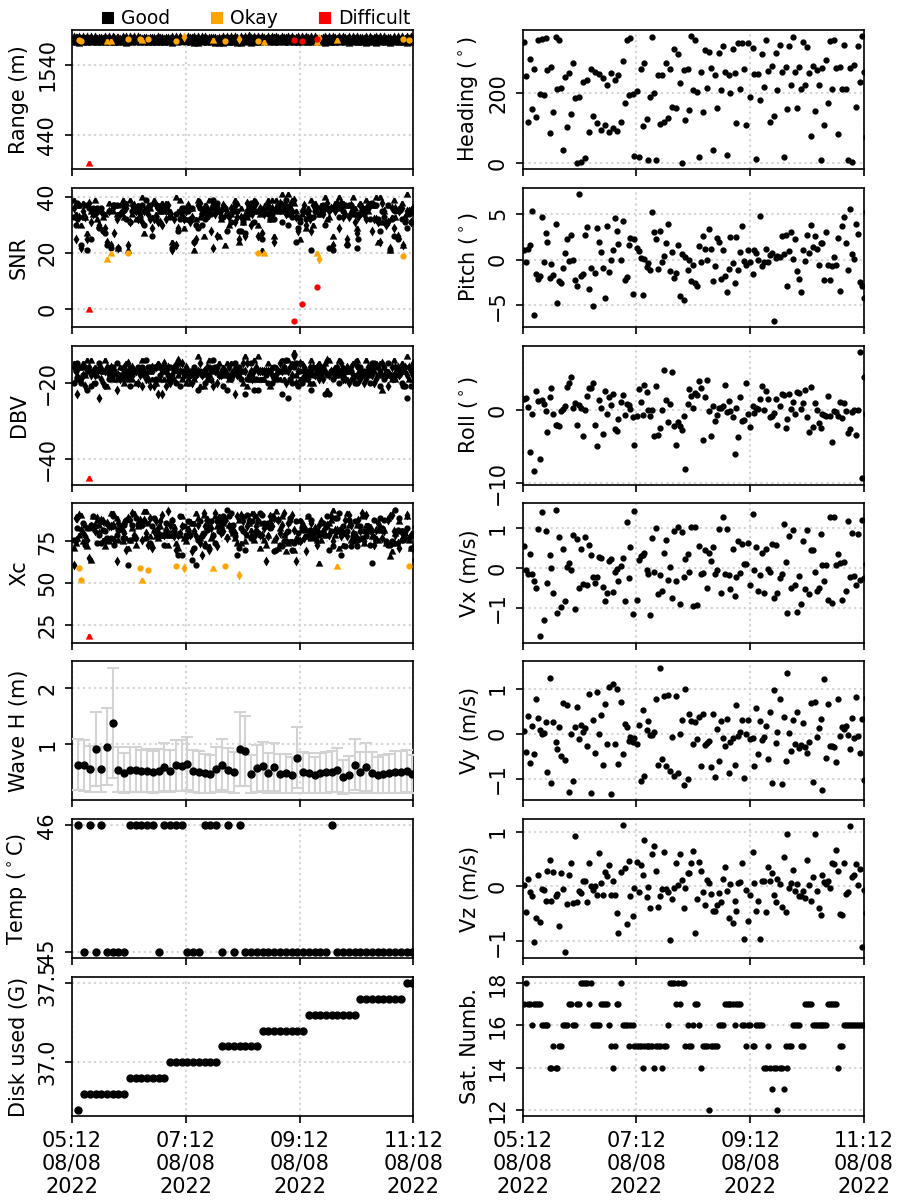 Good Okay Difficult
Range (m)
1540
440
Heading (°)
200
0
SNR
40
20
0
Pitch (°)
5
0
−5
DBV
−20
−40
Roll (°)
0
−10
Xc
75
50
25
Vx (m/s)
1
0
−1
Wave H (m)
2
1
Vy (m/s)
1
0
−1
Temp (°C)
46
45
Vz (m/s)
1
0
−1
Disk used (G)
37.5
37.0
Sat. Numb.
18
16
14
12
05:12 07:12 09:12 11:12
08/08 08/08 08/08 08/08
2022 2022 2022 2022
05:12 07:12 09:12 11:12
08/08 08/08 08/08 08/08
2022 2022 2022 2022